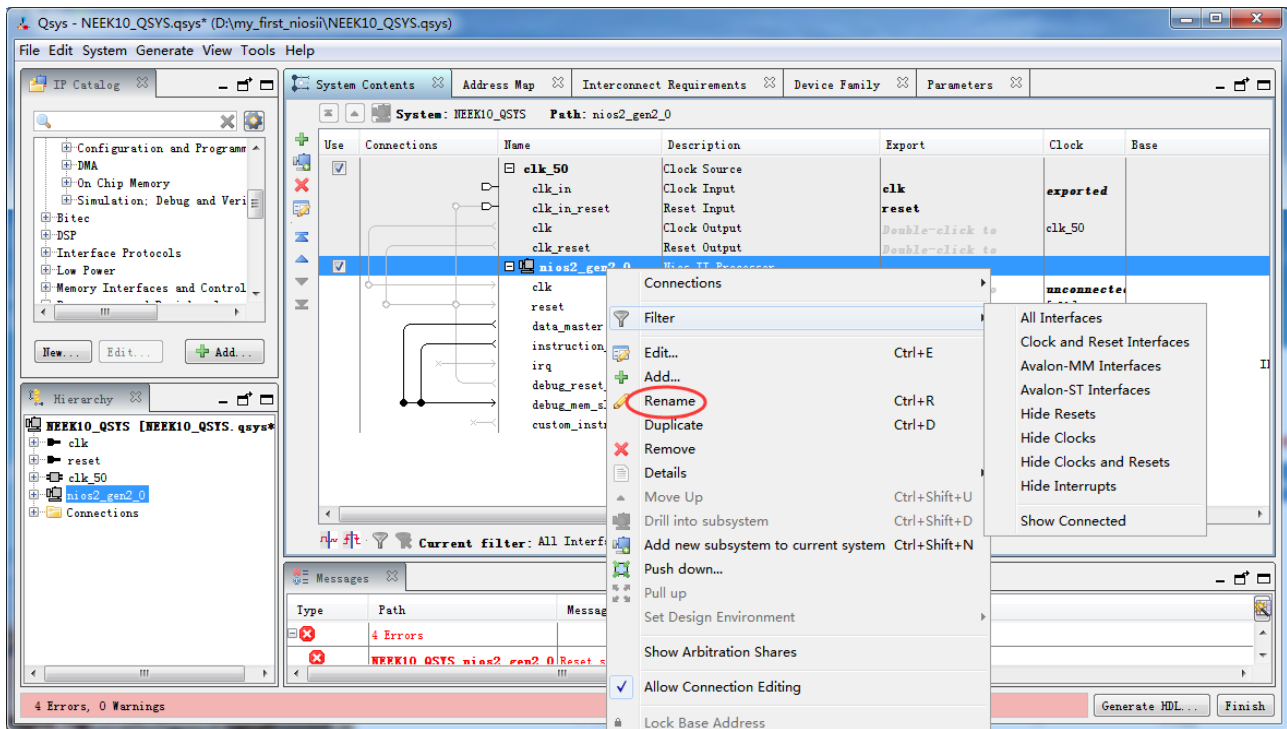 Qsys - NEEK10_QSYS.qsys* (D:\my_first_niosii\NEEK10_QSYS.qsys)
File Edit System Generate View Tools Help
IP Catalog
Configuration and Programm
DMA
On Chip Memory
Simulation; Debug and Veri
Bitec
DSP
Interface Protocols
Low Power
Memory Interfaces and Control
New... Edit... Add...
Hierarchy
NEEK10_QSYS [NEEK10_QSYS.qsys*
clk
reset
clk_50
nios2_gen2_0
Connections
System Contents Address Map Interconnect Requirements Device Family Parameters
System: NEEK10_QSYS Path: nios2_gen2_0
Use Connections Name Description Export Clock Base
clk_50 Clock Source
clk_in Clock Input clk exported
clk_in_reset Reset Input reset
clk Clock Output Double-click to clk_50
clk_reset Reset Output Double-click to
nios2_gen2_0 Nios II Processor
clk unconnected
reset
data_master
instruction_
irq
debug_reset_
debug_mem_sl
custom_instr
Current filter: All Interf
Connections
Filter
Edit... Ctrl+E
Add...
Rename Ctrl+R
Duplicate Ctrl+D
Remove
Details
Move Up Ctrl+Shift+U
Drill into subsystem Ctrl+Shift+D
Add new subsystem to current system Ctrl+Shift+N
Push down...
Pull up
Set Design Environment
Show Arbitration Shares
Allow Connection Editing
Lock Base Address
All Interfaces
Clock and Reset Interfaces
Avalon-MM Interfaces
Avalon-ST Interfaces
Hide Resets
Hide Clocks
Hide Clocks and Resets
Hide Interrupts
Show Connected
Messages
Type Path Messag
4 Errors
NEEK10_QSYS.nios2_gen2_0 Reset s
4 Errors, 0 Warnings
Generate HDL... Finish